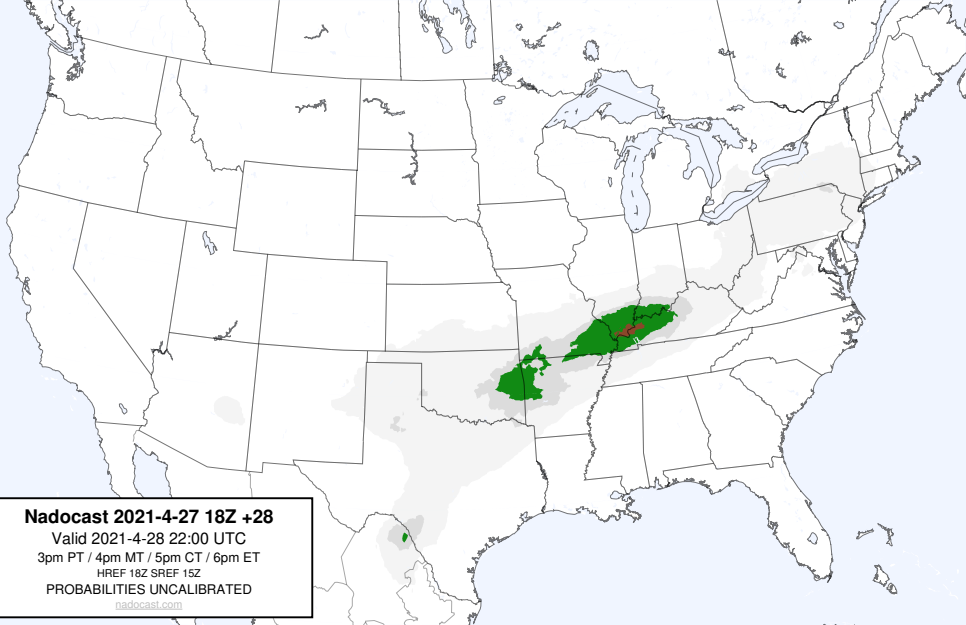 Nadocast 2021-4-27 18Z +28
Valid 2021-4-28 22:00 UTC
3pm PT / 4pm MT / 5pm CT / 6pm ET
HREF 18Z SREF 15Z
PROBABILITIES UNCALIBRATED
nadocast.com